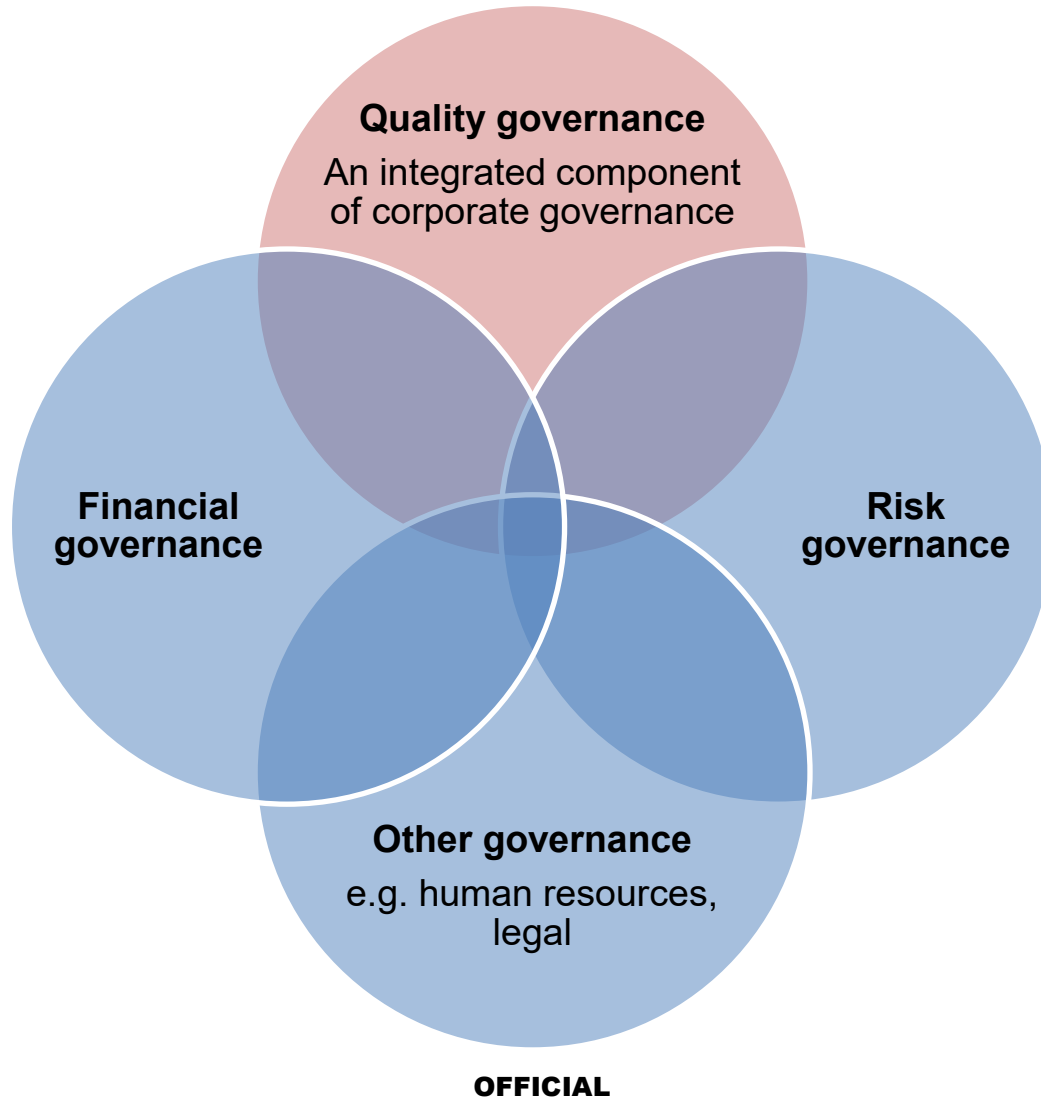 Quality governance
An integrated component
of corporate governance
Financial
governance
Risk
governance
Other governance
e.g. human resources,
legal
OFFICIAL